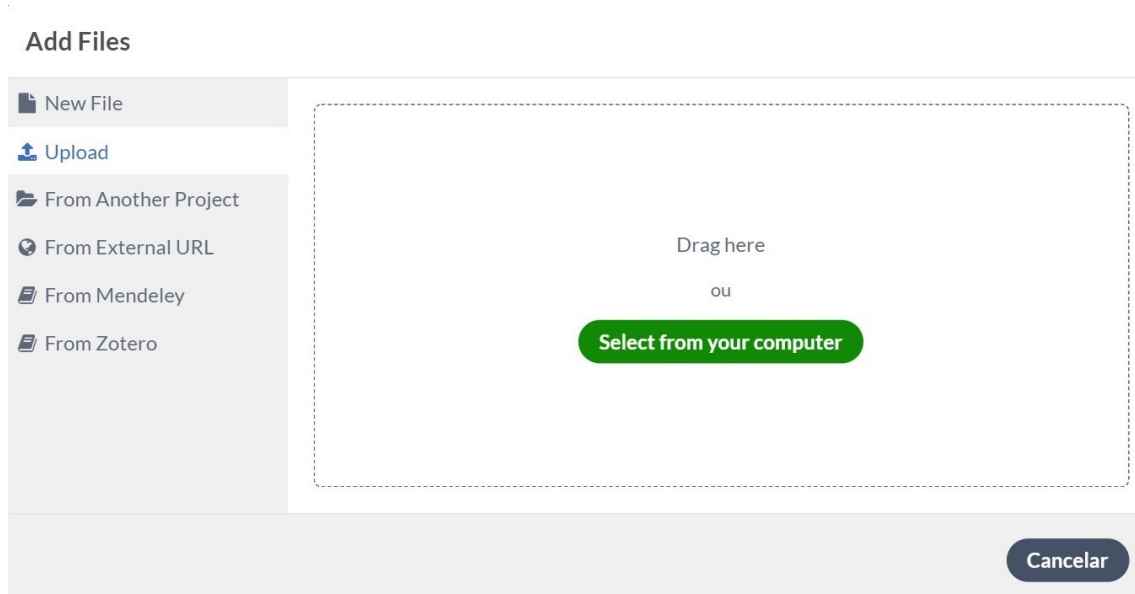 Add Files
New File
Upload
From Another Project
From External URL
From Mendeley
From Zotero
Drag here
ou
Select from your computer
Cancelar